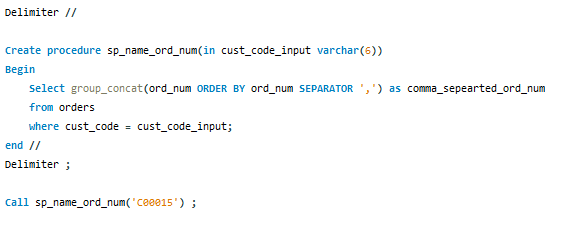 Delimiter //
Create procedure sp_name_ord_num(in cust_code_input varchar(6))
Begin
Select group_concat(ord_num ORDER BY ord_num SEPARATOR ',') as comma_sepearted_ord_num
from orders
where cust_code = cust_code_input;
end //
Delimiter ;
Call sp_name_ord_num('C00015') ;